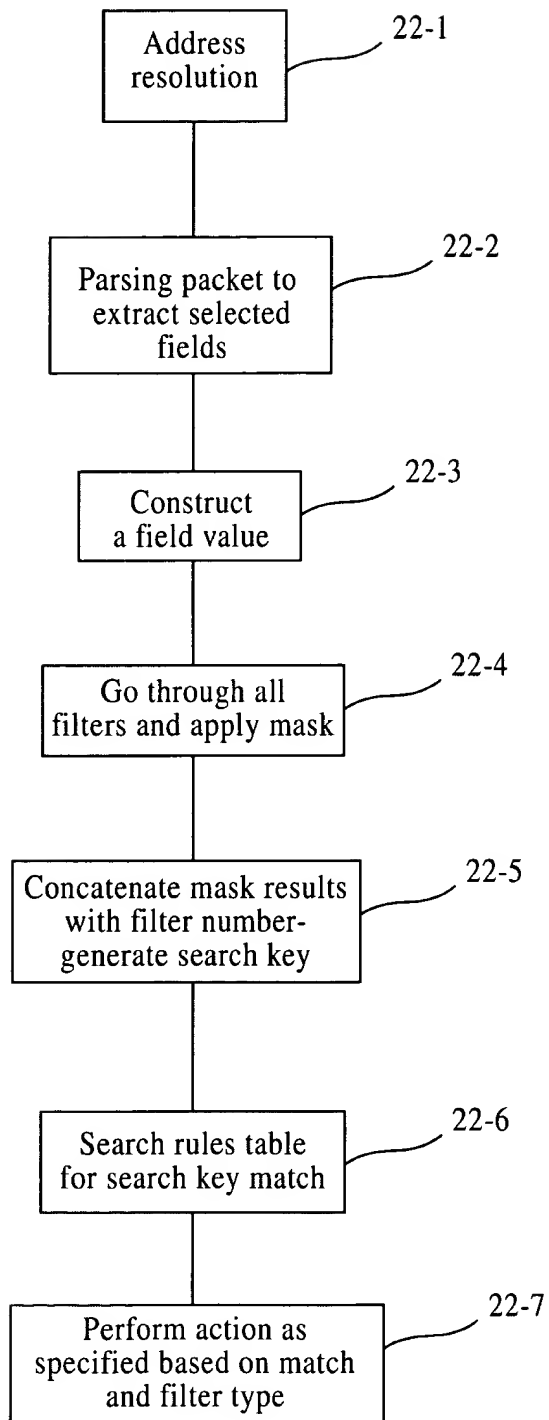 Address
resolution
22-1
Parsing packet to
extract selected
fields
22-2
Construct
a field value
22-3
Go through all
filters and apply mask
22-4
Concatenate mask results
with filter number-
generate search key
22-5
Search rules table
for search key match
22-6
Perform action as
specified based on match
and filter type
22-7